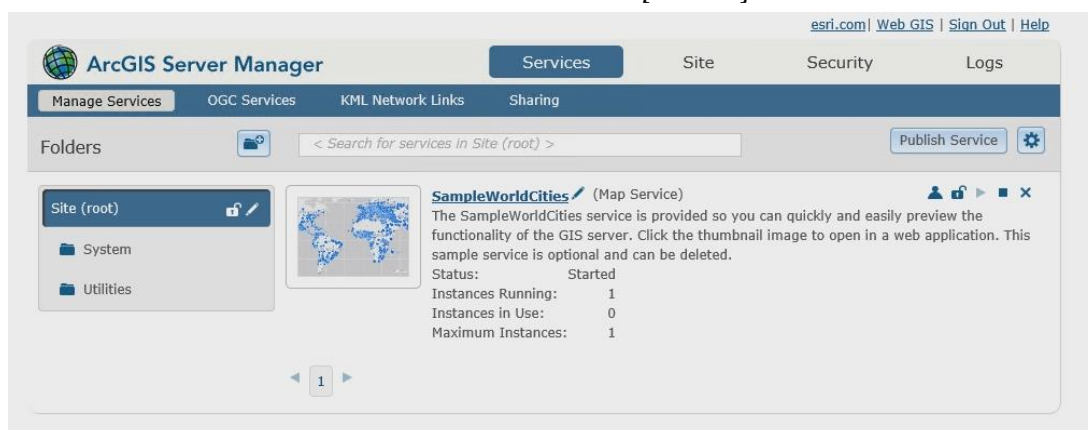 esri.com| Web GIS | Sign Out | Help
ArcGIS Server Manager Services Site Security Logs
Manage Services OGC Services KML Network Links Sharing
Folders < Search for services in Site (root) > Publish Service
Site (root)
System
Utilities
SampleWorldCities (Map Service)
The SampleWorldCities service is provided so you can quickly and easily preview the
functionality of the GIS server. Click the thumbnail image to open in a web application. This
sample service is optional and can be deleted.
Status: Started
Instances Running: 1
Instances in Use: 0
Maximum Instances: 1
1